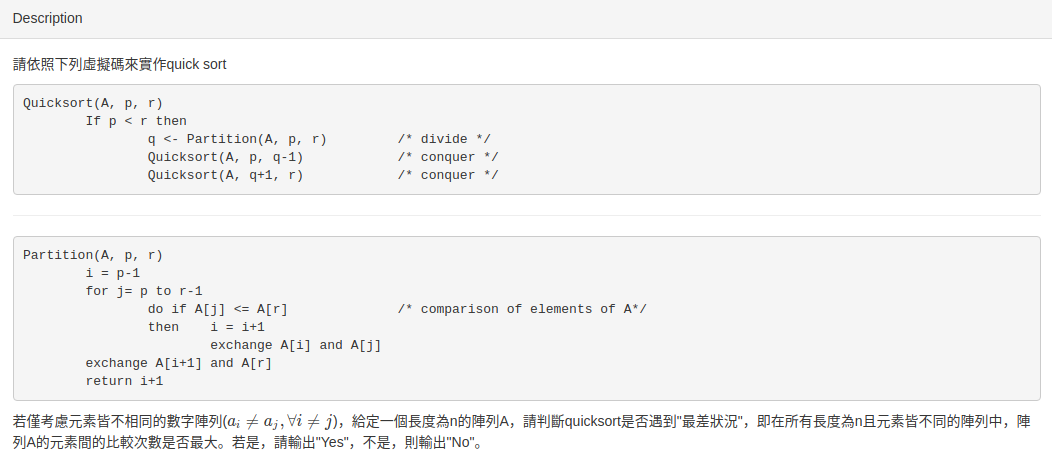 Description
請依照下列虛擬碼來實作quick sort
Quicksort(A, p, r)
        If p < r then
                q <- Partition(A, p, r)         /* divide */
                Quicksort(A, p, q-1)            /* conquer */
                Quicksort(A, q+1, r)            /* conquer */
Partition(A, p, r)
        i = p-1
        for j= p to r-1
                do if A[j] <= A[r]              /* comparison of elements of A*/
                then    i = i+1
                        exchange A[i] and A[j]
        exchange A[i+1] and A[r]
        return i+1
若僅考慮元素皆不相同的數字陣列(aᵢ ≠ aⱼ, ∀i ≠ j)，給定一個長度為n的陣列A，請判斷quicksort是否遇到"最差狀況"，即在所有長度為n且元素皆不同的陣列中，陣
列A的元素間的比較次數是否最大。若是，請輸出"Yes"，不是，則輸出"No"。